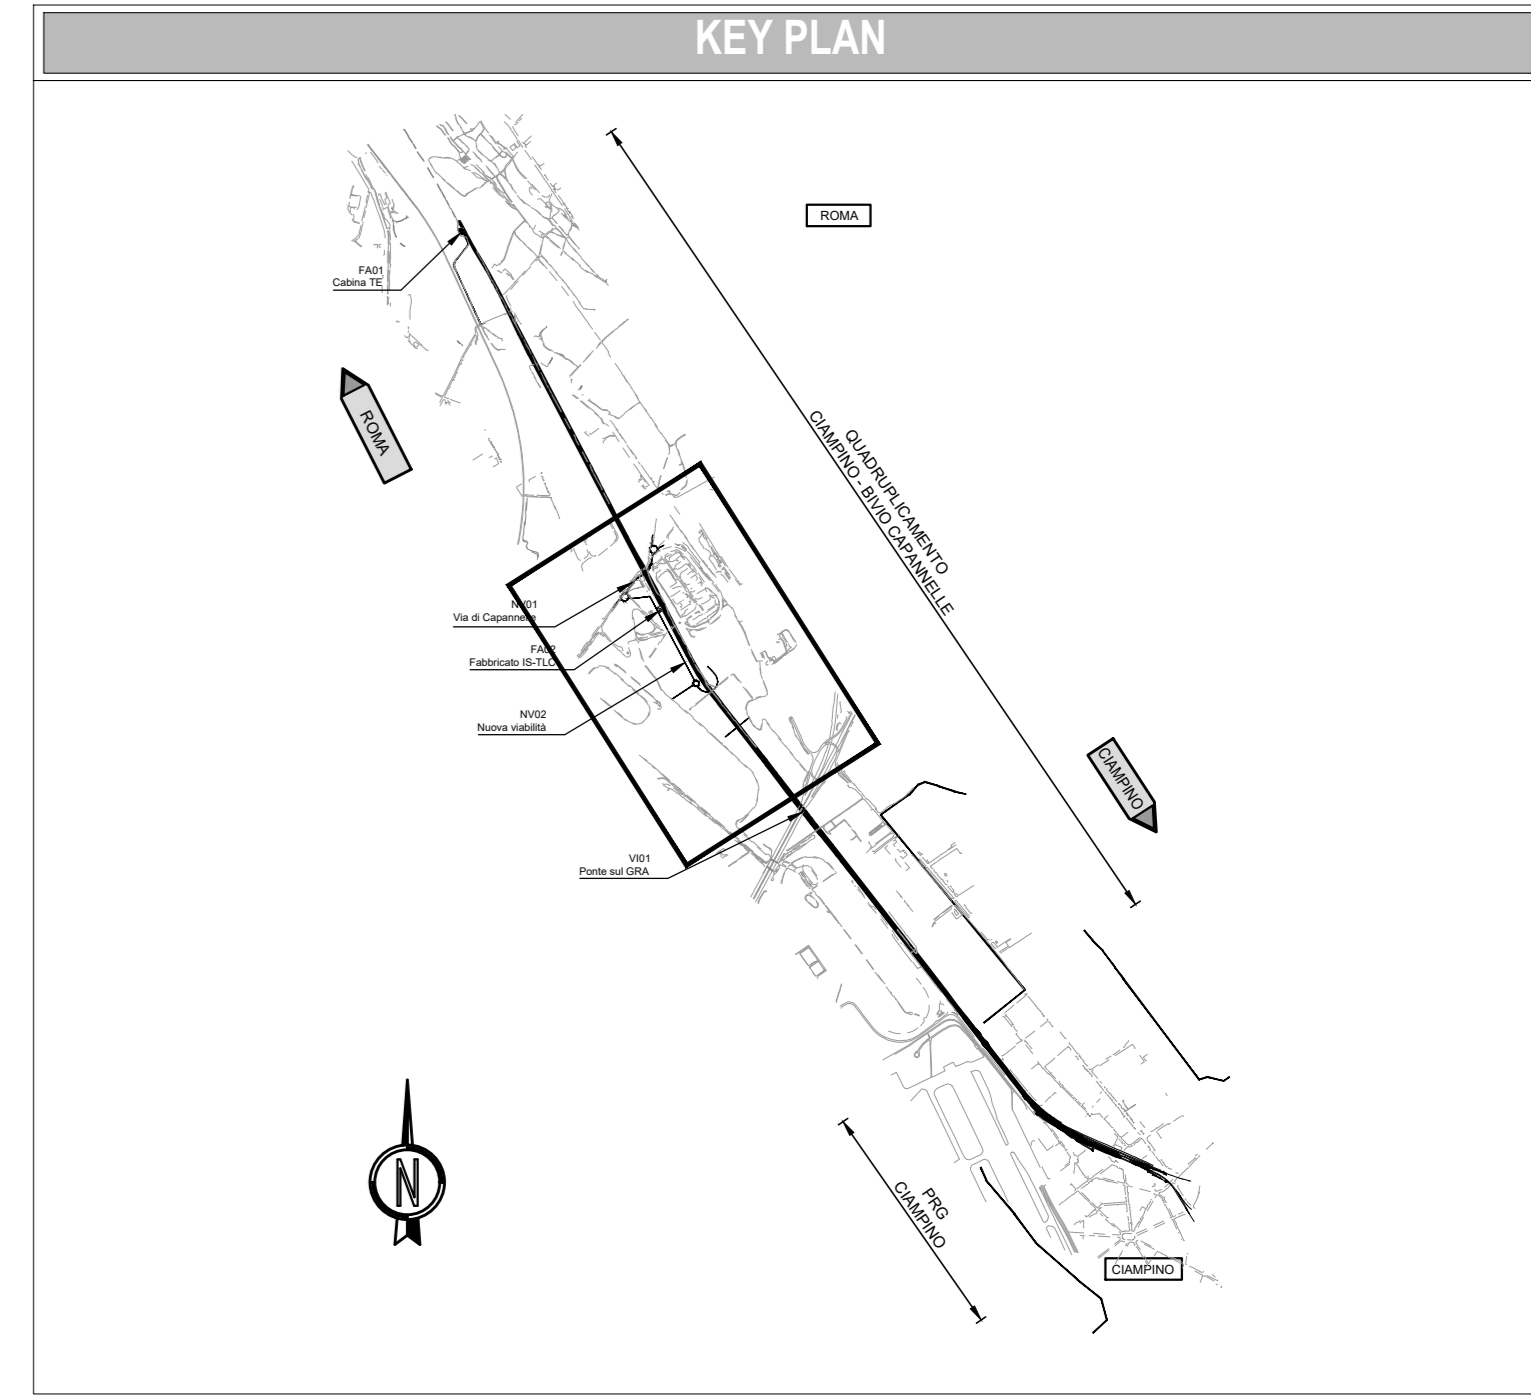 KEY PLAN
ROMA
FA01
Cabina TE
ROMA
QUADRUPLICAMENTO
CIAMPINO - BIVIO CAPANNELLE
NV01
Via di Capannelle
FA02
Fabbricato IS-TLC
NV02
Nuova viabilità
CIAMPINO
VI01
Ponte sul GRA
N
PRG
CIAMPINO
CIAMPINO